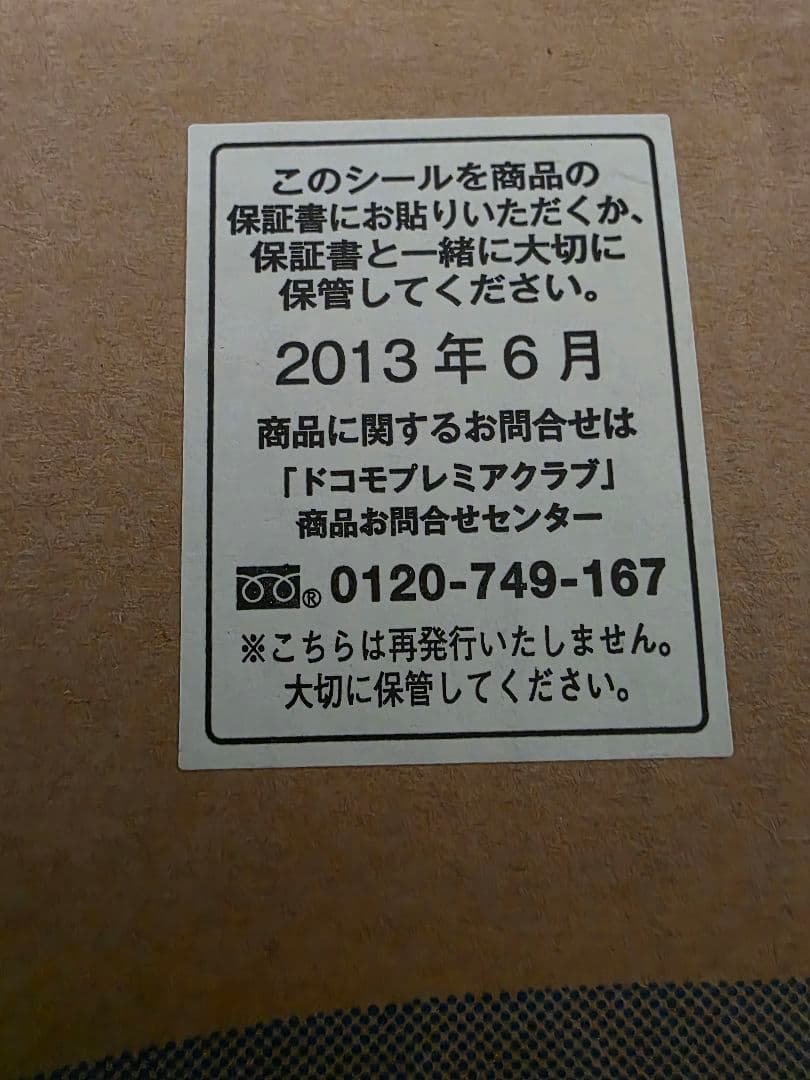 このシールを商品の
保証書にお貼りいただくか、
保証書と一緒に大切に
保管してください。
2013年6月
商品に関するお問合せは
「ドコモプレミアクラブ」
商品お問合せセンター
® 0120-749-167
※こちらは再発行いたしません。
大切に保管してください。